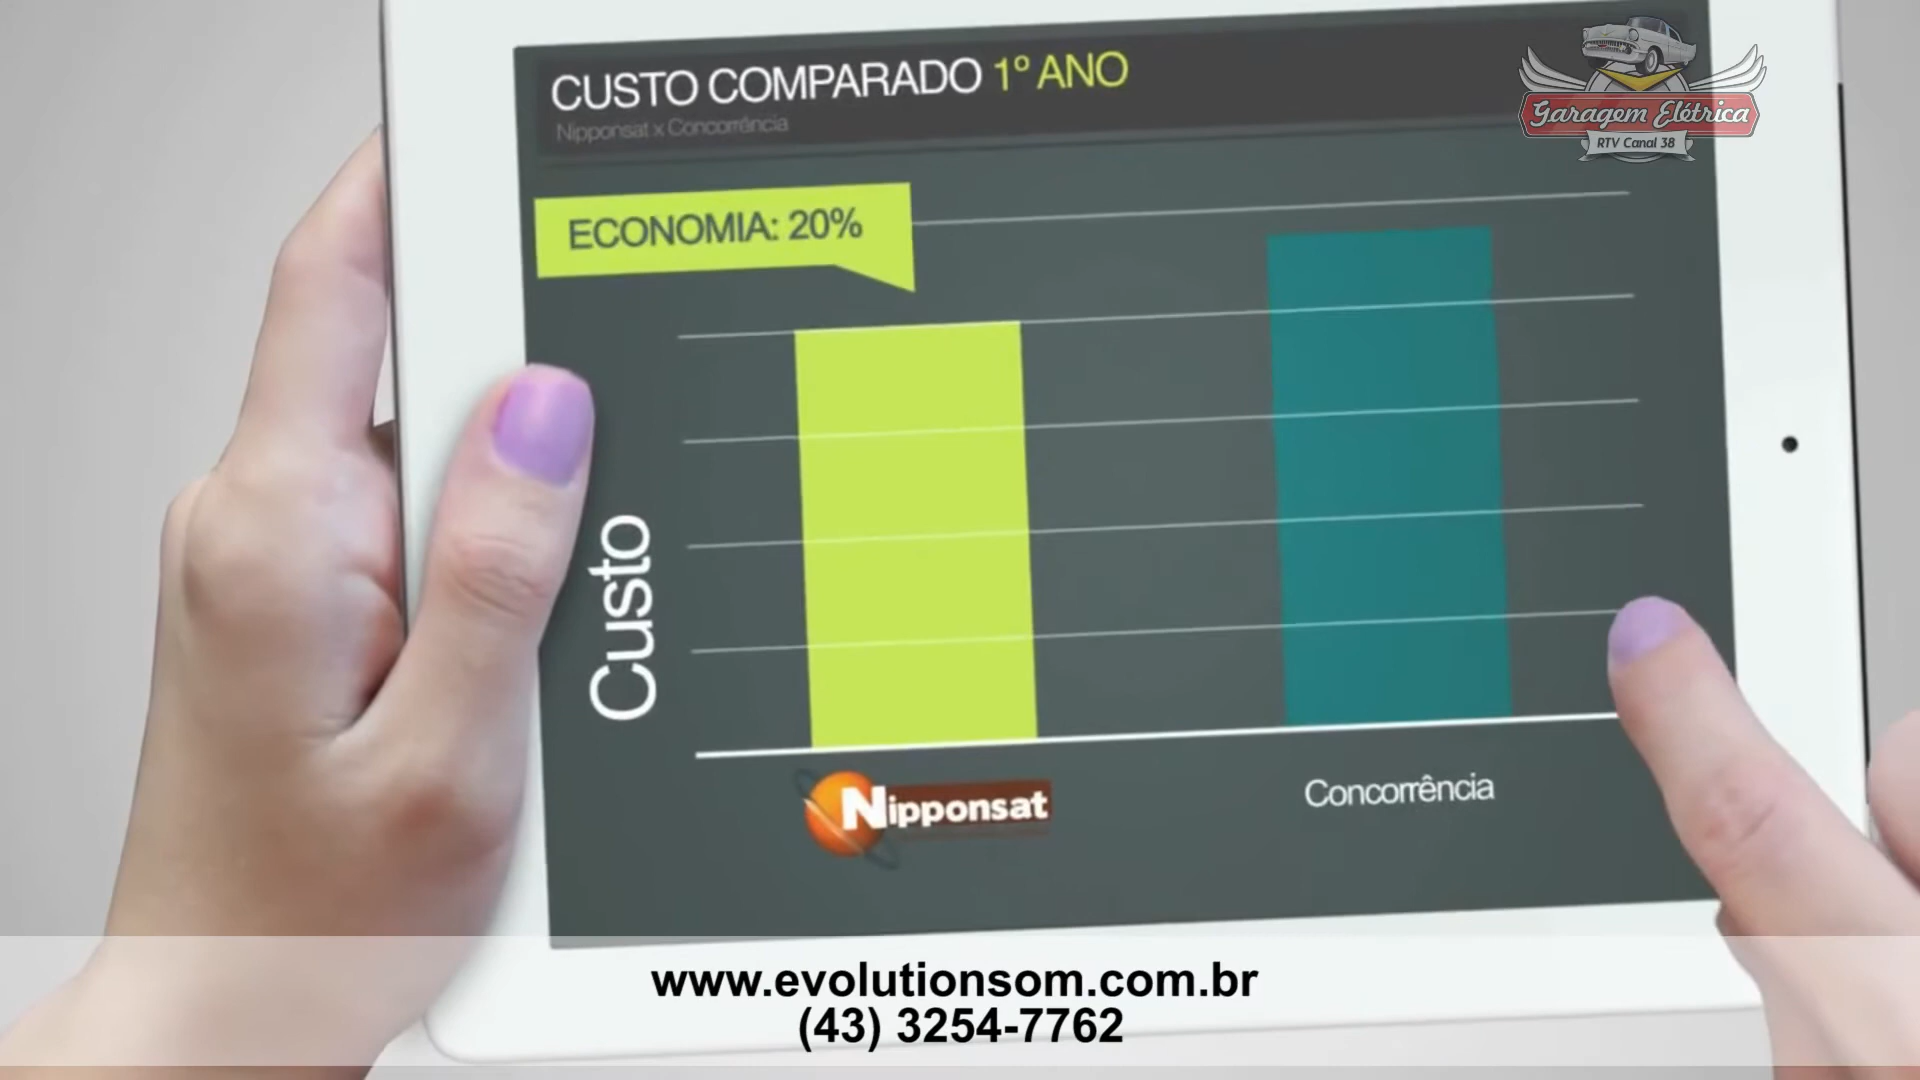 CUSTO COMPARADO 1º ANO
Nipponsat x Concorrência
Garagem Elétrica
RTV Canal 38
ECONOMIA: 20%
Custo
Nipponsat
Concorrência
www.evolutionsom.com.br
(43) 3254-7762